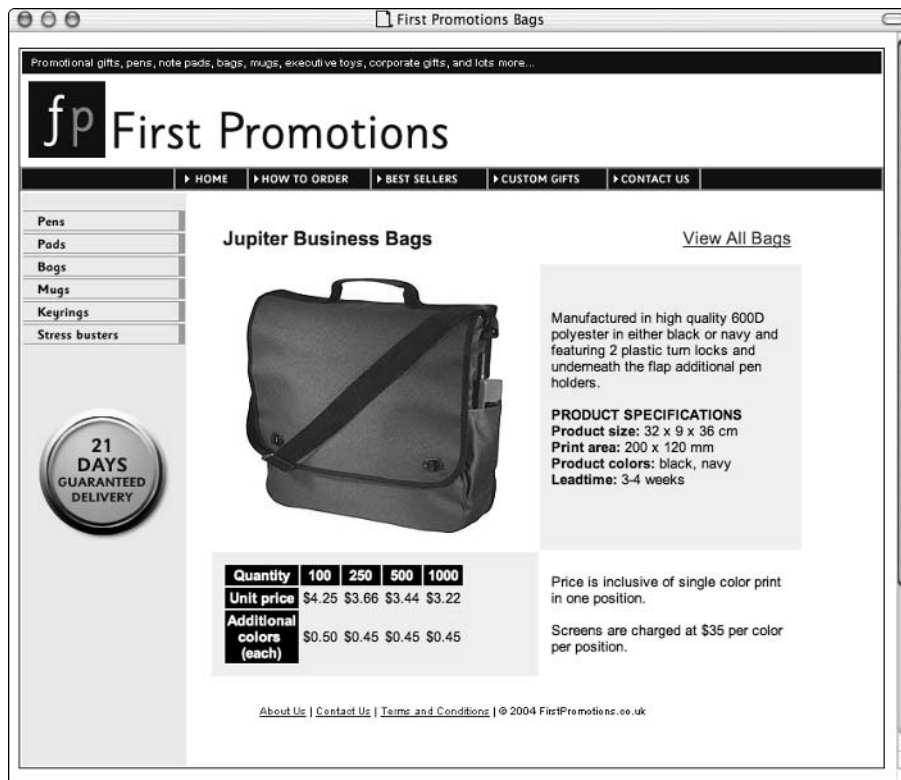 First Promotions Bags
Promotional gifts, pens, note pads, bags, mugs, executive toys, corporate gifts, and lots more...
fp First Promotions
HOME HOW TO ORDER BEST SELLERS CUSTOM GIFTS CONTACT US
Pens
Pads
Bags
Mugs
Keyrings
Stress busters
21
DAYS
GUARANTEED
DELIVERY
Jupiter Business Bags
View All Bags
Manufactured in high quality 600D
polyester in either black or navy and
featuring 2 plastic turn locks and
underneath the flap additional pen
holders.
PRODUCT SPECIFICATIONS
Product size: 32 x 9 x 36 cm
Print area: 200 x 120 mm
Product colors: black, navy
Leadtime: 3-4 weeks
Quantity 100 250 500 1000
Unit price $4.25 $3.66 $3.44 $3.22
Additional
colors
(each) $0.50 $0.45 $0.45 $0.45
Price is inclusive of single color print
in one position.
Screens are charged at $35 per color
per position.
About Us | Contact Us | Terms and Conditions | © 2004 FirstPromotions.co.uk